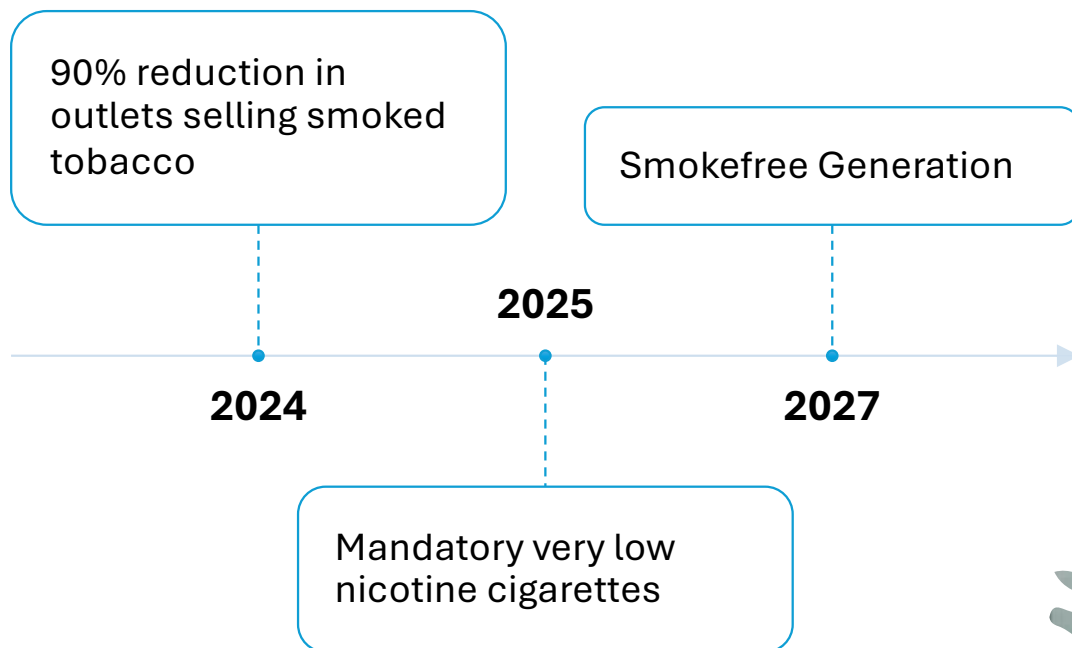 90% reduction in
outlets selling smoked
tobacco
Smokefree Generation
2025
2024
2027
Mandatory very low
nicotine cigarettes